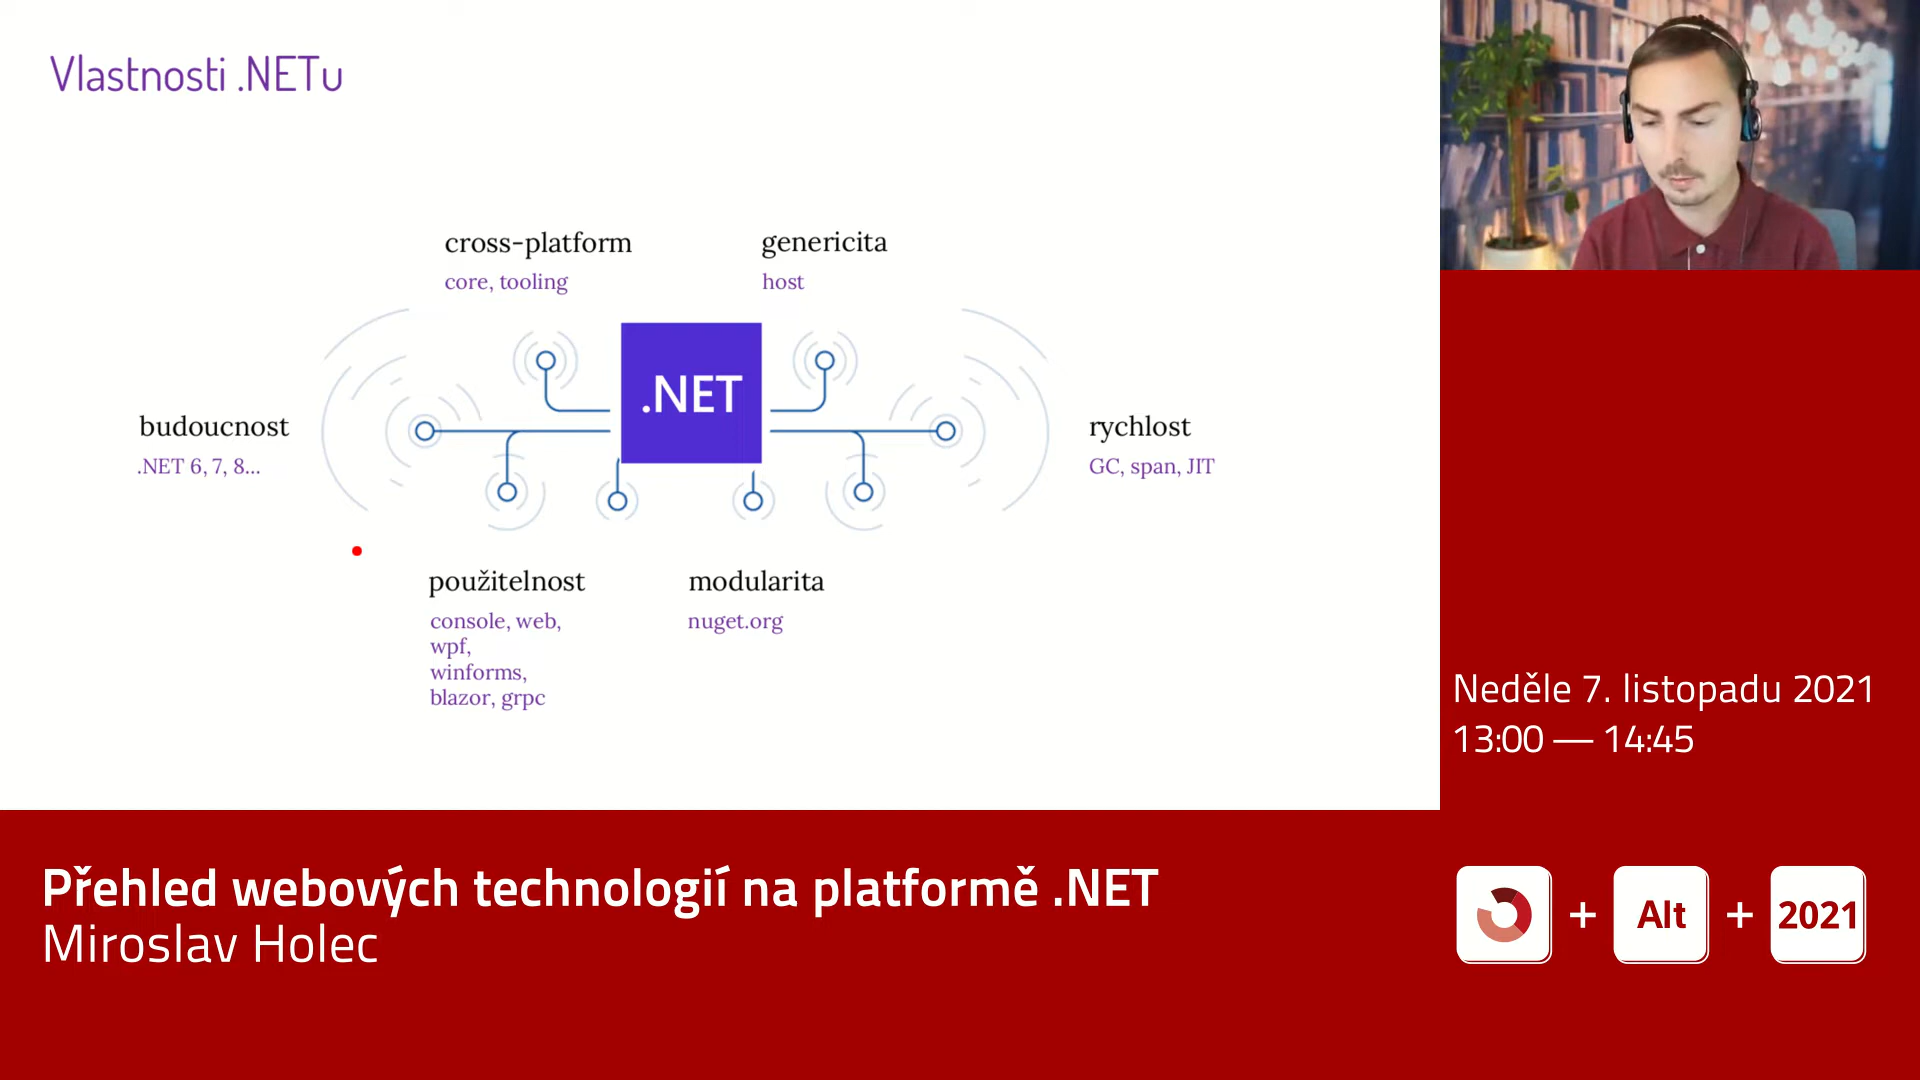 Vlastnosti .NETu
cross-platform
core, tooling
genericita
host
.NET
budoucnost
.NET 6, 7, 8...
rychlost
GC, span, JIT
použitelnost
console, web,
wpf,
winforms,
blazor, grpc
modularita
nuget.org
Neděle 7. listopadu 2021
13:00 — 14:45
Přehled webových technologií na platformě .NET
Miroslav Holec
+ Alt + 2021